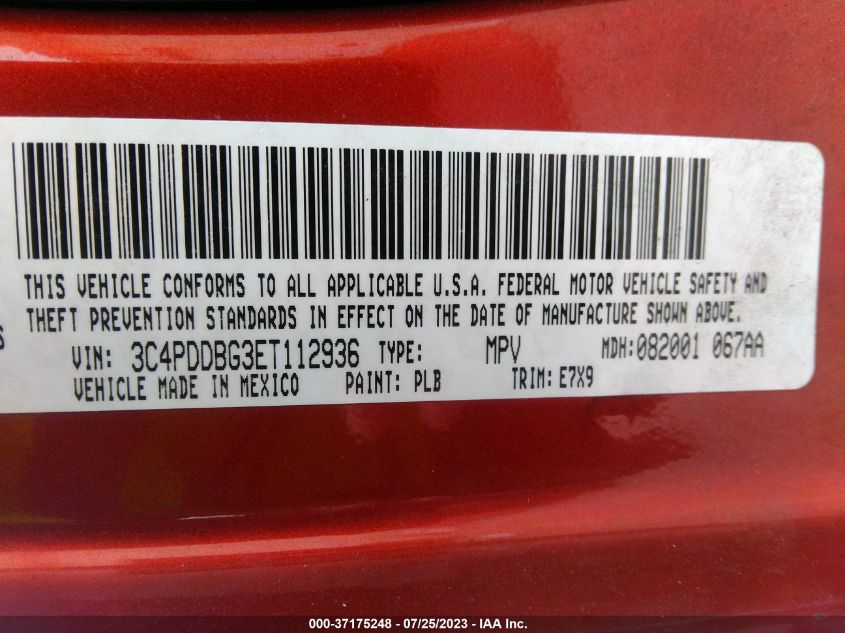 THIS VEHICLE CONFORMS TO ALL APPLICABLE U.S.A. FEDERAL MOTOR VEHICLE SAFETY AND
THEFT PREVENTION STANDARDS IN EFFECT ON THE DATE OF MANUFACTURE SHOWN ABOVE.
VIN: 3C4PDDBG3ET112936 TYPE: MPV MDH:082001 067AA
VEHICLE MADE IN MEXICO PAINT: PLB TRIM: E7X9
000-37175248 - 07/25/2023 - IAA Inc.